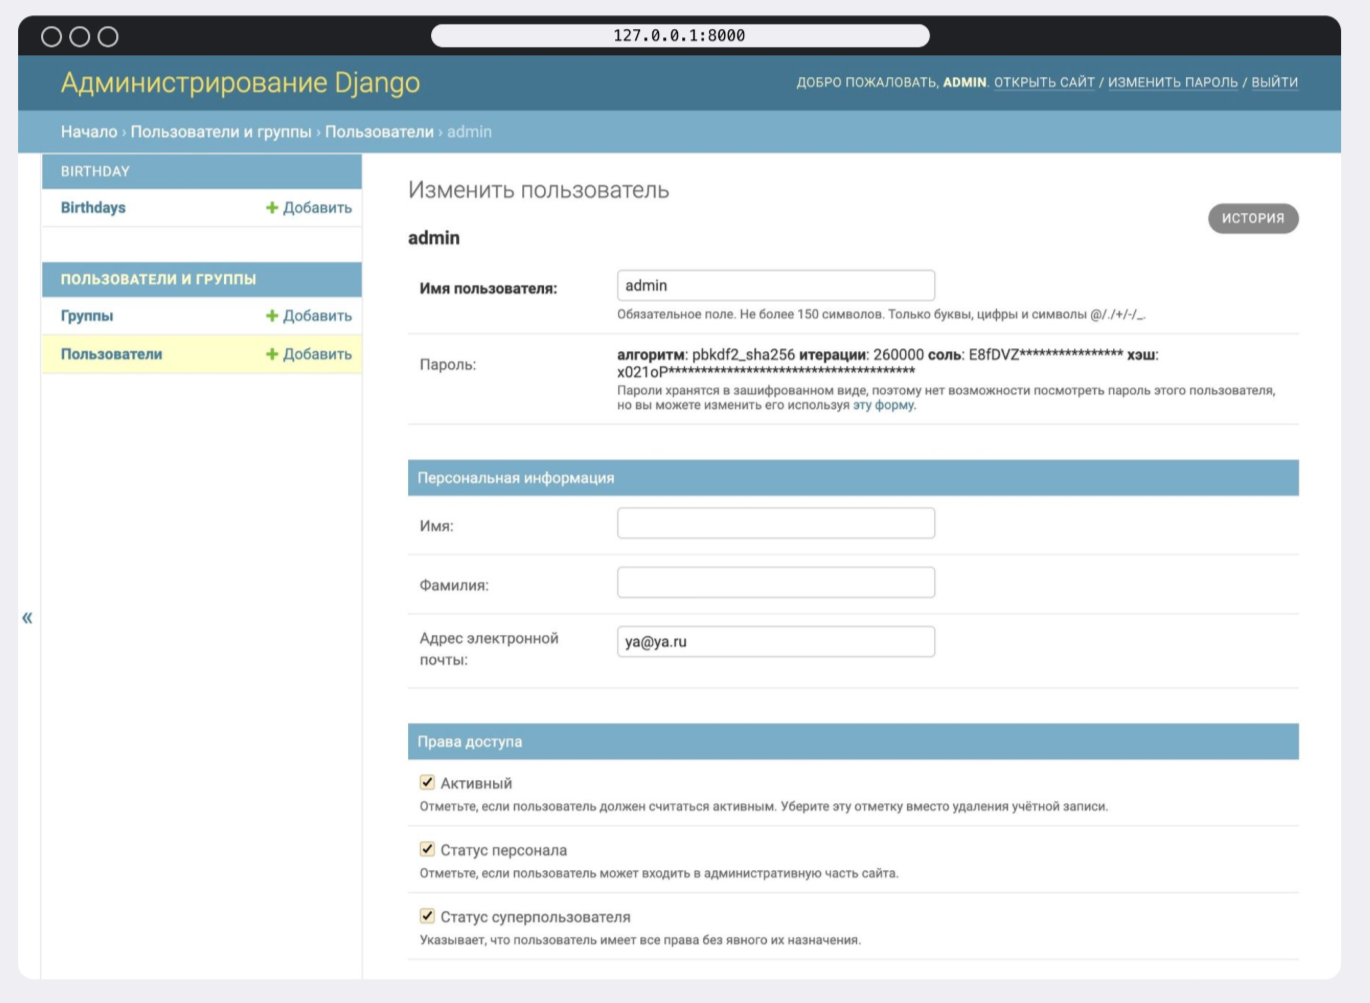 127.0.0.1:8000
Администрирование Django
ДОБРО ПОЖАЛОВАТЬ, ADMIN. ОТКРЫТЬ САЙТ / ИЗМЕНИТЬ ПАРОЛЬ / ВЫЙТИ
Начало › Пользователи и группы › Пользователи › admin
BIRTHDAY
Birthdays + Добавить
ПОЛЬЗОВАТЕЛИ И ГРУППЫ
Группы + Добавить
Пользователи + Добавить
«
Изменить пользователь
ИСТОРИЯ
admin
Имя пользователя: admin
Обязательное поле. Не более 150 символов. Только буквы, цифры и символы @/./+/-/_.
Пароль:
алгоритм: pbkdf2_sha256 итерации: 260000 соль: E8fDVZ**************** хэш:
x021oP**************************************
Пароли хранятся в зашифрованном виде, поэтому нет возможности посмотреть пароль этого пользователя,
но вы можете изменить его используя эту форму.
Персональная информация
Имя:
Фамилия:
Адрес электронной
почты:
ya@ya.ru
Права доступа
Активный
Отметьте, если пользователь должен считаться активным. Уберите эту отметку вместо удаления учётной записи.
Статус персонала
Отметьте, если пользователь может входить в административную часть сайта.
Статус суперпользователя
Указывает, что пользователь имеет все права без явного их назначения.